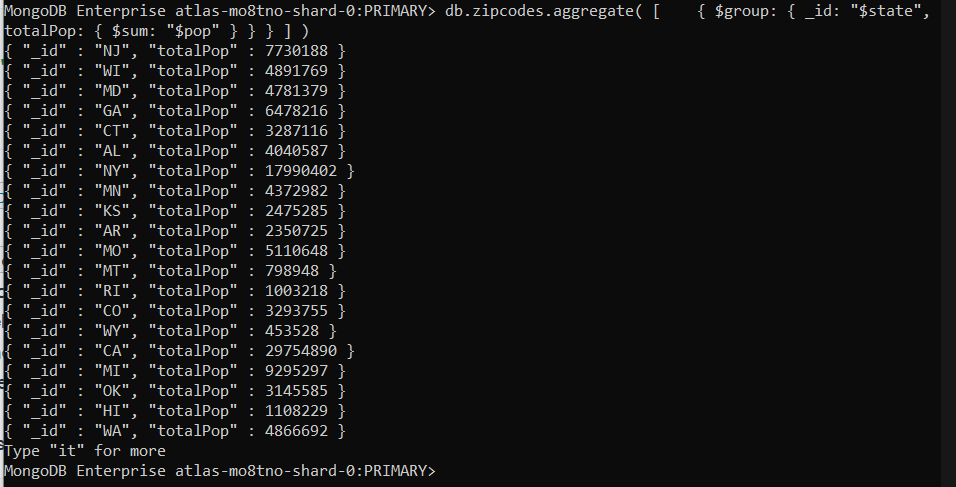 MongoDB Enterprise atlas-mo8tno-shard-0:PRIMARY> db.zipcodes.aggregate( [    { $group: { _id: "$state",
totalPop: { $sum: "$pop" } } } ] )
{ "_id" : "NJ", "totalPop" : 7730188 }
{ "_id" : "WI", "totalPop" : 4891769 }
{ "_id" : "MD", "totalPop" : 4781379 }
{ "_id" : "GA", "totalPop" : 6478216 }
{ "_id" : "CT", "totalPop" : 3287116 }
{ "_id" : "AL", "totalPop" : 4040587 }
{ "_id" : "NY", "totalPop" : 17990402 }
{ "_id" : "MN", "totalPop" : 4372982 }
{ "_id" : "KS", "totalPop" : 2475285 }
{ "_id" : "AR", "totalPop" : 2350725 }
{ "_id" : "MO", "totalPop" : 5110648 }
{ "_id" : "MT", "totalPop" : 798948 }
{ "_id" : "RI", "totalPop" : 1003218 }
{ "_id" : "CO", "totalPop" : 3293755 }
{ "_id" : "WY", "totalPop" : 453528 }
{ "_id" : "CA", "totalPop" : 29754890 }
{ "_id" : "MI", "totalPop" : 9295297 }
{ "_id" : "OK", "totalPop" : 3145585 }
{ "_id" : "HI", "totalPop" : 1108229 }
{ "_id" : "WA", "totalPop" : 4866692 }
Type "it" for more
MongoDB Enterprise atlas-mo8tno-shard-0:PRIMARY>